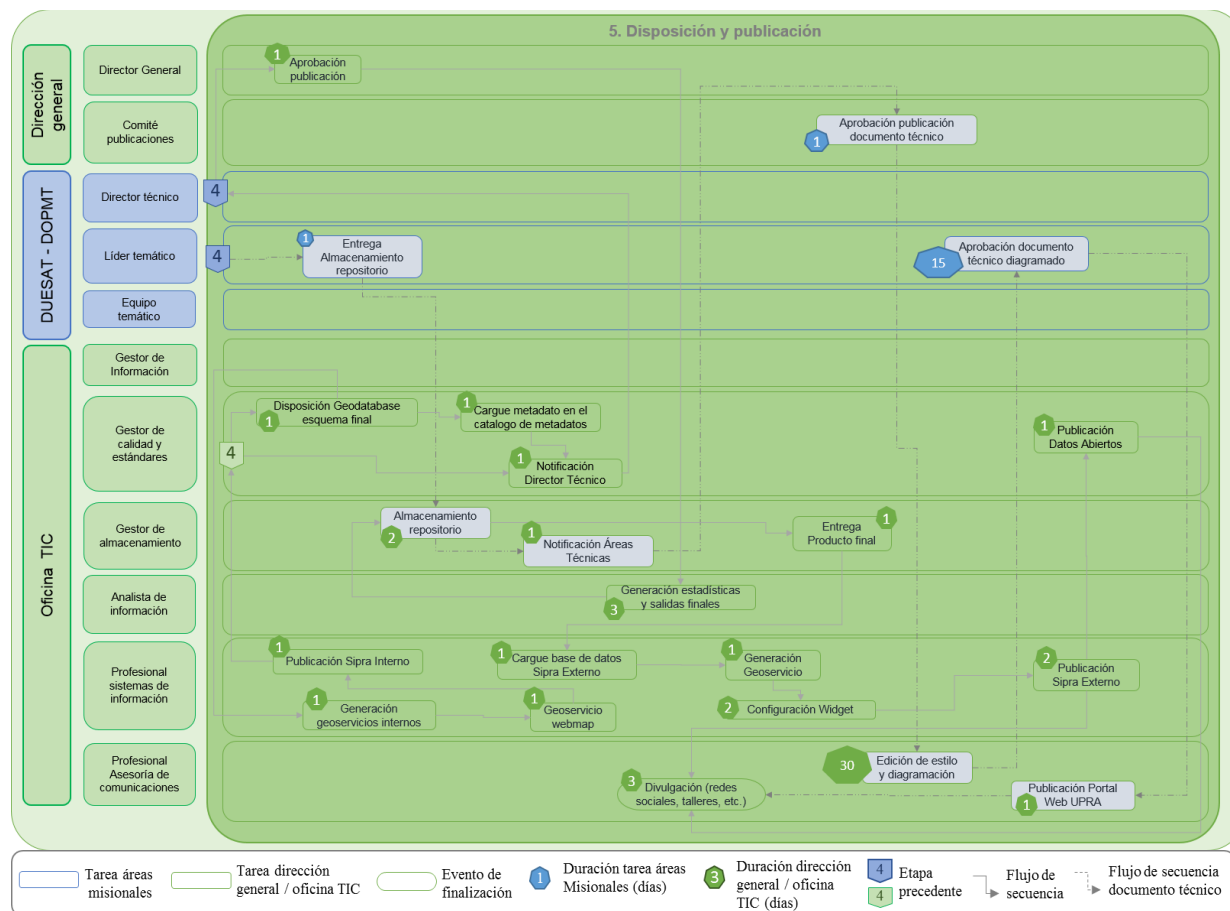 5. Disposición y publicación
Dirección
general
Director General
1
Aprobación
publicación
Comité
publicaciones
Aprobación publicación
documento técnico
1
DUESAT - DOPMT
Director técnico
4
Líder temático
4
1
Entrega
Almacenamiento
repositorio
Aprobación documento
técnico diagramado
15
Equipo
temático
Oficina TIC
Gestor de
Información
Gestor de
calidad y
estándares
4
Disposición Geodatabase
esquema final
1
1
Cargue metadato en el
catalogo de metadatos
1
Notificación
Director Técnico
1
Publicación
Datos Abiertos
Gestor de
almacenamiento
Almacenamiento
repositorio
2
1
Notificación Áreas
Técnicas
Entrega
Producto final
1
Analista de
información
Generación estadísticas
y salidas finales
3
Profesional
sistemas de
información
1
Publicación Sipra Interno
1
Cargue base de datos
Sipra Externo
1
Generación
Geoservicio
2
Publicación
Sipra Externo
1
Generación
geoservicios internos
1
Geoservicio
webmap
2
Configuración Widget
Profesional
Asesoría de
comunicaciones
30
Edición de estilo
y diagramación
3
Divulgación (redes
sociales, talleres, etc.)
Publicación Portal
Web UPRA
1
Tarea áreas
misionales
Tarea dirección
general / oficina TIC
Evento de
finalización
1
Duración tarea áreas
Misionales (días)
3
Duración dirección
general / oficina
TIC (días)
4
4
Etapa
precedente
Flujo de
secuencia
Flujo de secuencia
documento técnico